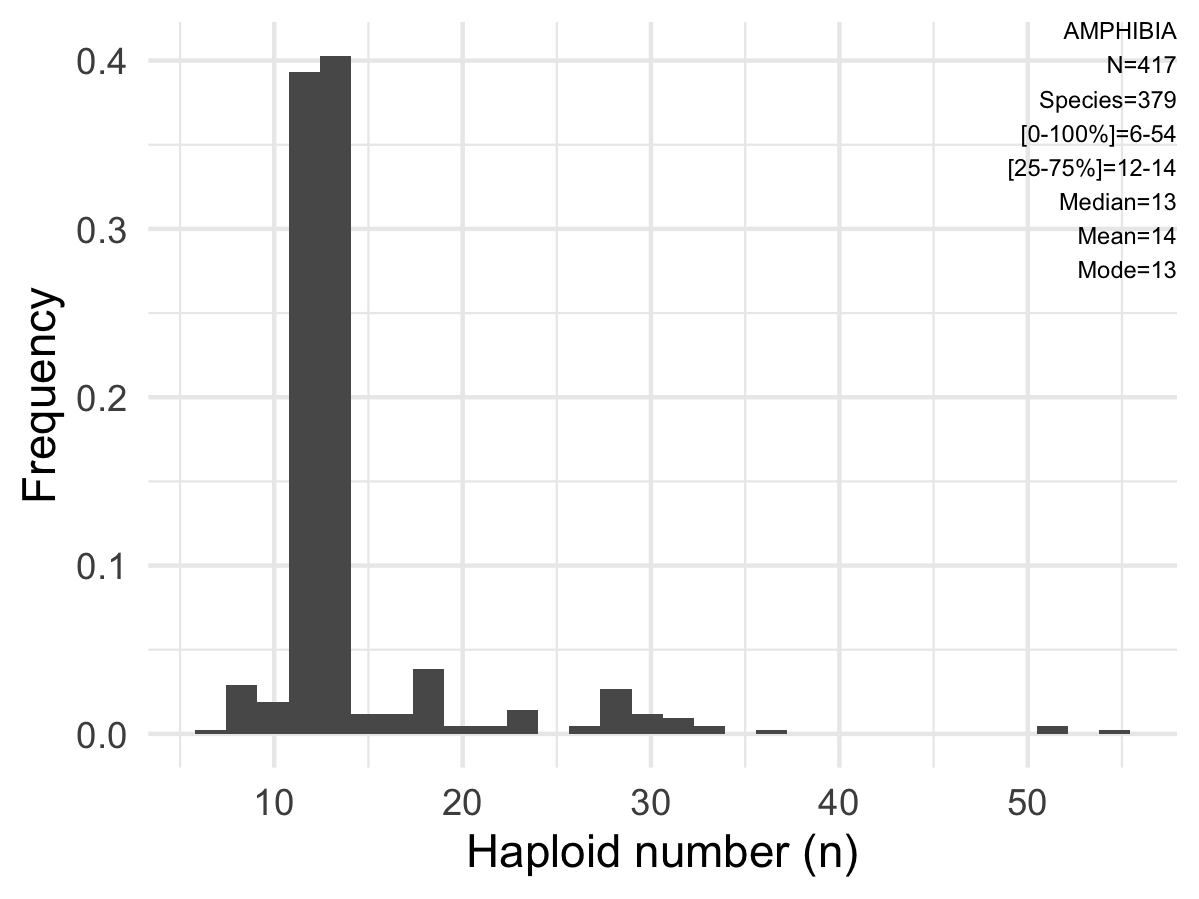 AMPHIBIA
N=417
Species=379
[0-100%]=6-54
[25-75%]=12-14
Median=13
Mean=14
Mode=13
Frequency
0.4
0.3
0.2
0.1
0.0
10 20 30 40 50
Haploid number (n)